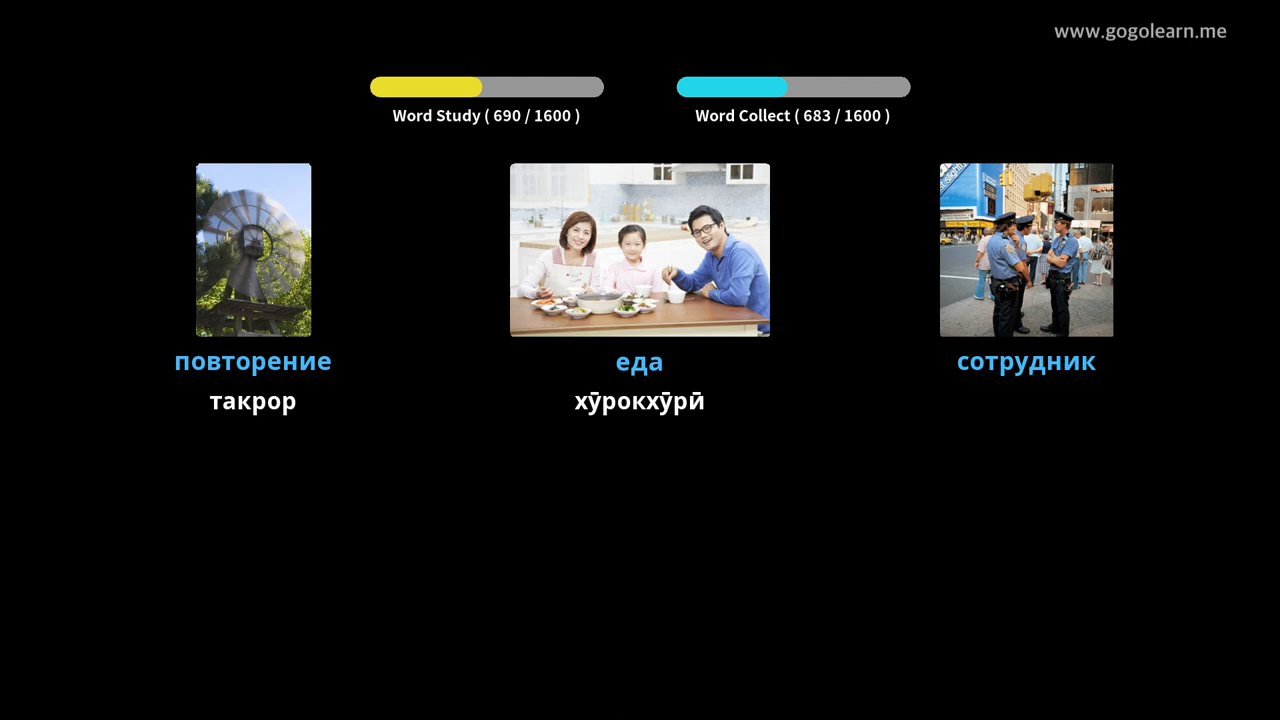 www.gogolearn.me
Word Study ( 690 / 1600 )
Word Collect ( 683 / 1600 )
повторение
еда
сотрудник
такрор
хӯрокхӯрӣ